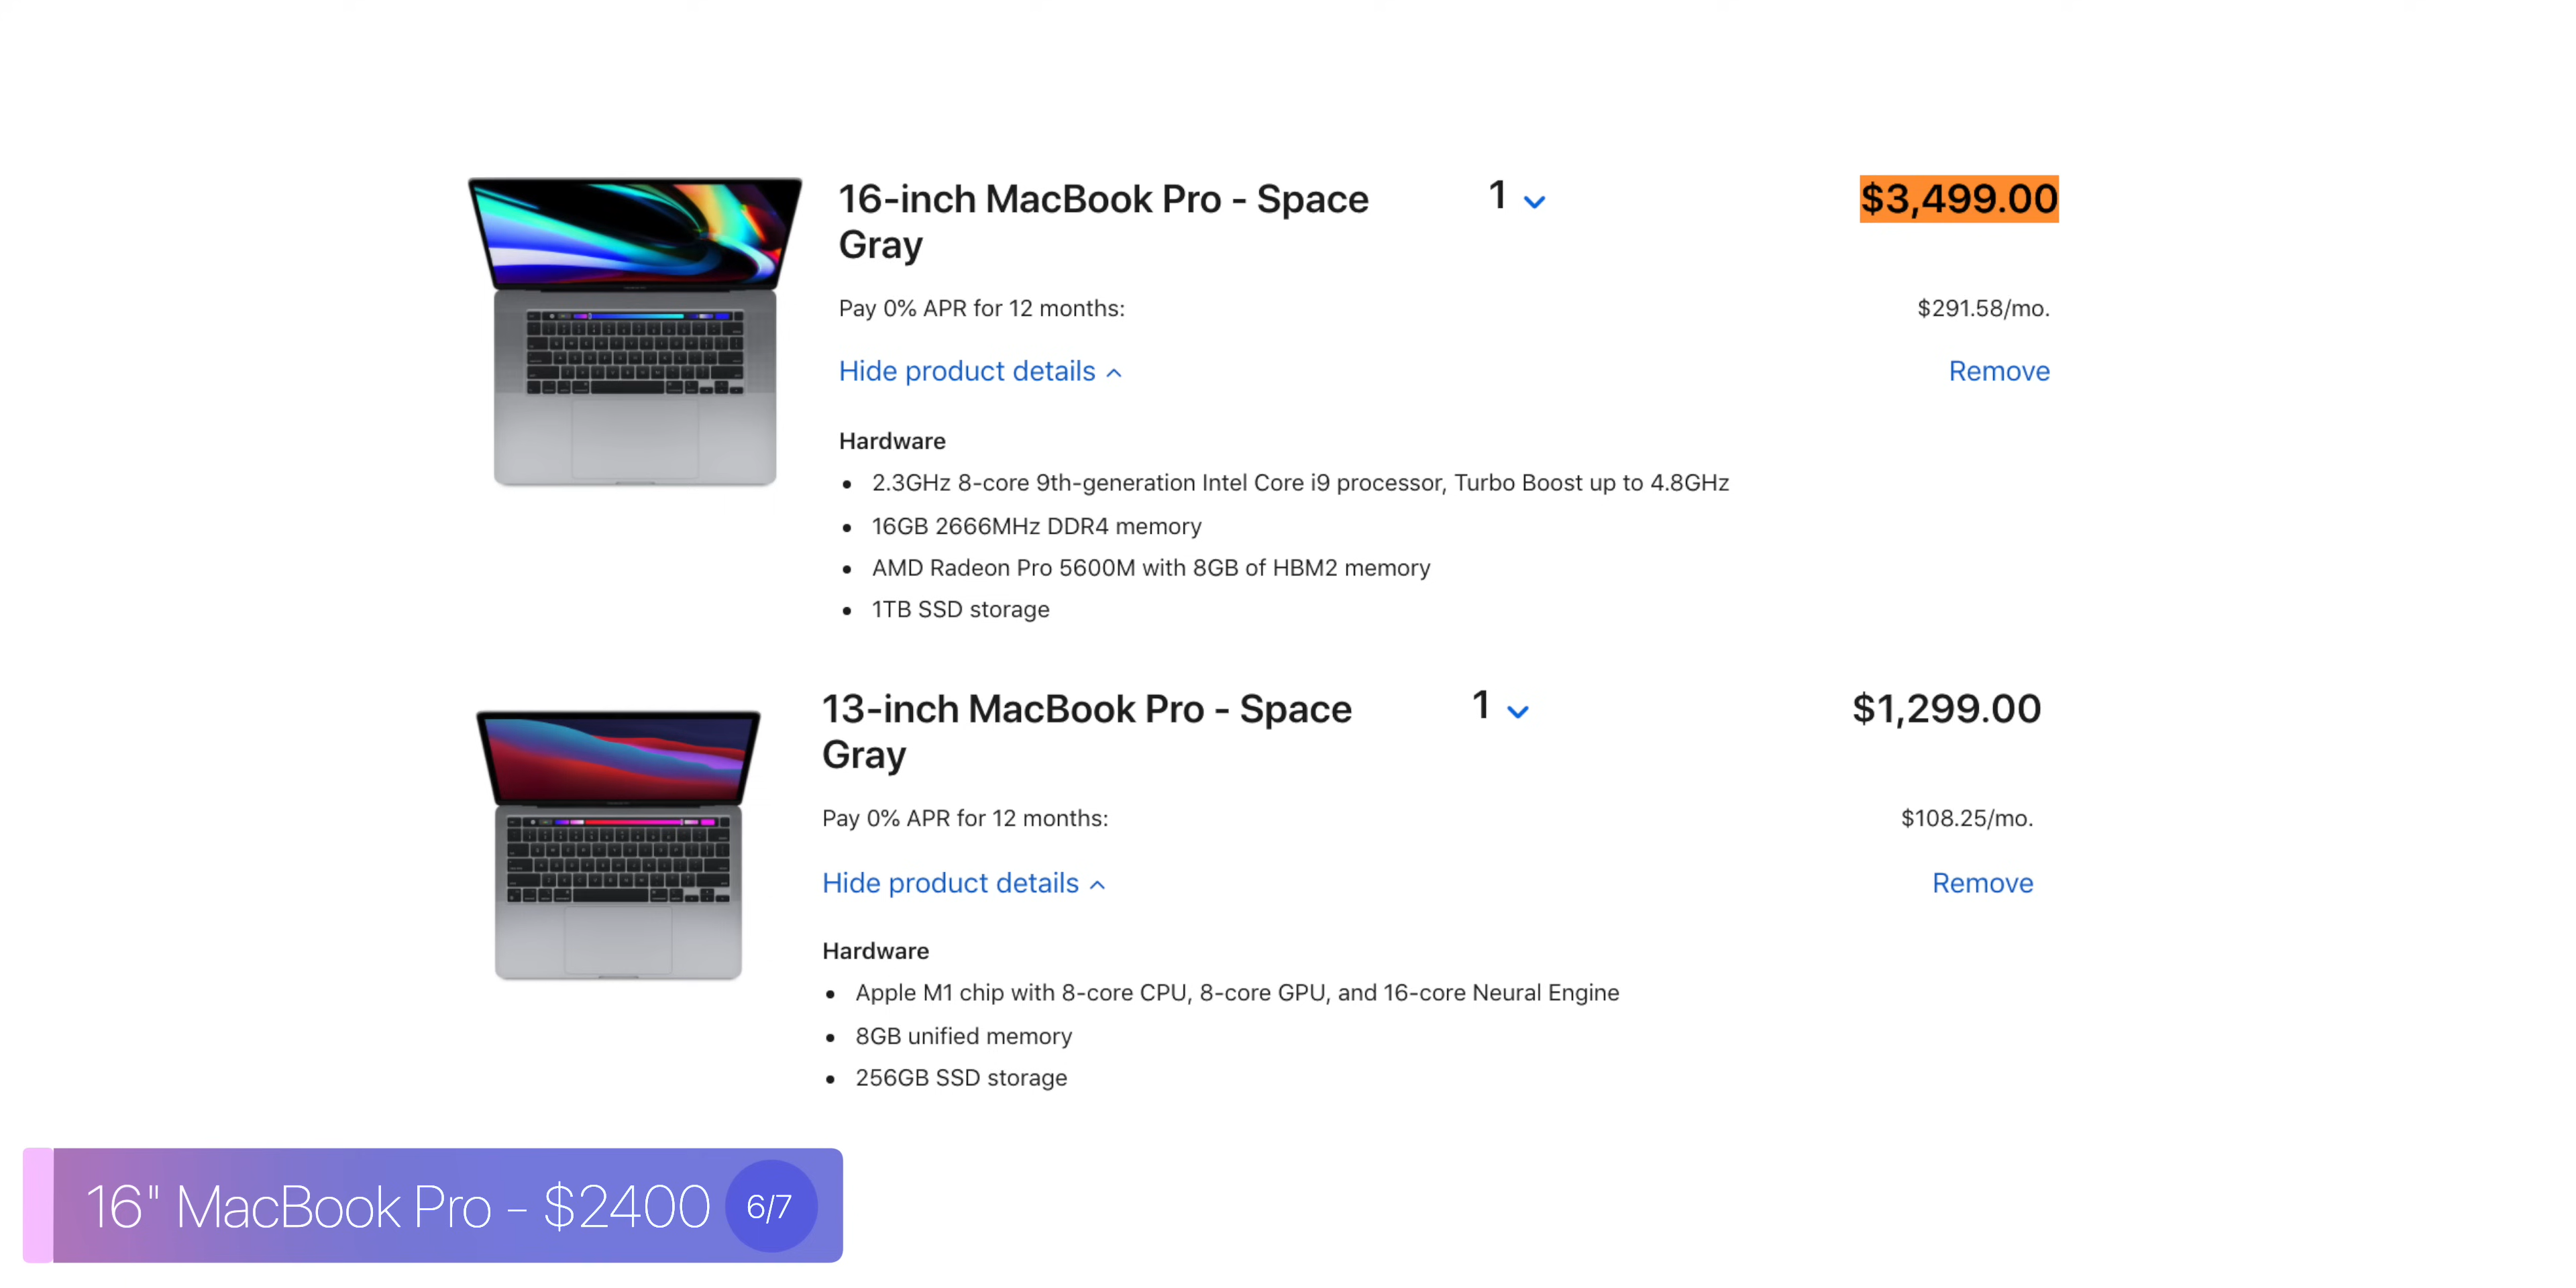 16-inch MacBook Pro - Space
Gray
1
$3,499.00
Pay 0% APR for 12 months:
$291.58/mo.
Hide product details
Remove
Hardware
• 2.3GHz 8-core 9th-generation Intel Core i9 processor, Turbo Boost up to 4.8GHz
• 16GB 2666MHz DDR4 memory
• AMD Radeon Pro 5600M with 8GB of HBM2 memory
• 1TB SSD storage
13-inch MacBook Pro - Space
Gray
1
$1,299.00
Pay 0% APR for 12 months:
$108.25/mo.
Hide product details
Remove
Hardware
• Apple M1 chip with 8-core CPU, 8-core GPU, and 16-core Neural Engine
• 8GB unified memory
• 256GB SSD storage
16" MacBook Pro - $2400
6/7